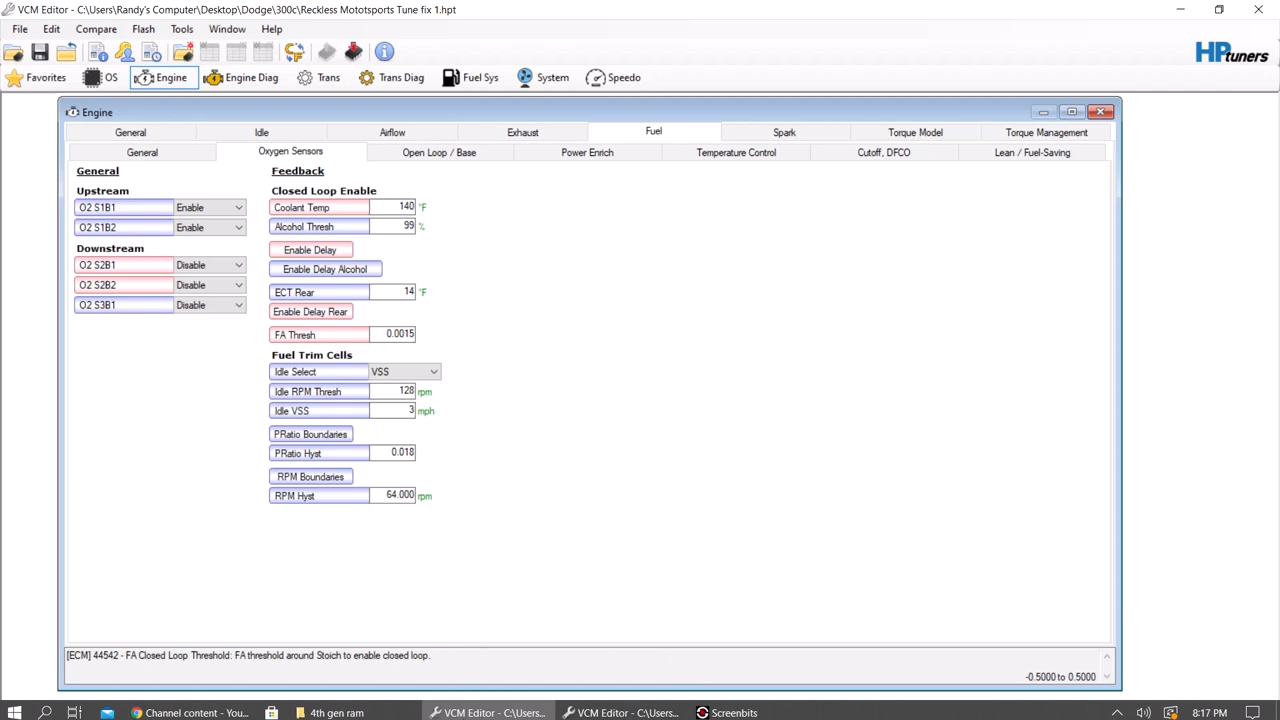 VCM Editor - C:\Users\Randy's Computer\Desktop\Dodge\300c\Reckless Mototsports Tune fix 1.hpt
File Edit Compare Flash Tools Window Help
HPtuners
Favorites OS Engine Engine Diag Trans Trans Diag Fuel Sys System Speedo
Engine
General Idle Airflow Exhaust Fuel Spark Torque Model Torque Management
General Oxygen Sensors Open Loop / Base Power Enrich Temperature Control Cutoff, DFCO Lean / Fuel-Saving
General
Upstream
O2 S1B1 Enable
O2 S1B2 Enable
Downstream
O2 S2B1 Disable
O2 S2B2 Disable
O2 S3B1 Disable
Feedback
Closed Loop Enable
Coolant Temp 140 °F
Alcohol Thresh 99 %
Enable Delay
Enable Delay Alcohol
ECT Rear 14 °F
Enable Delay Rear
FA Thresh 0.0015
Fuel Trim Cells
Idle Select VSS
Idle RPM Thresh 128 rpm
Idle VSS 3 mph
PRatio Boundaries
PRatio Hyst 0.018
RPM Boundaries
RPM Hyst 64.000 rpm
[ECM] 44542 - FA Closed Loop Threshold: FA threshold around Stoich to enable closed loop.
-0.5000 to 0.5000
Channel content - You... 4th gen ram VCM Editor - C:\Users... VCM Editor - C:\Users... Screenbits 8:17 PM